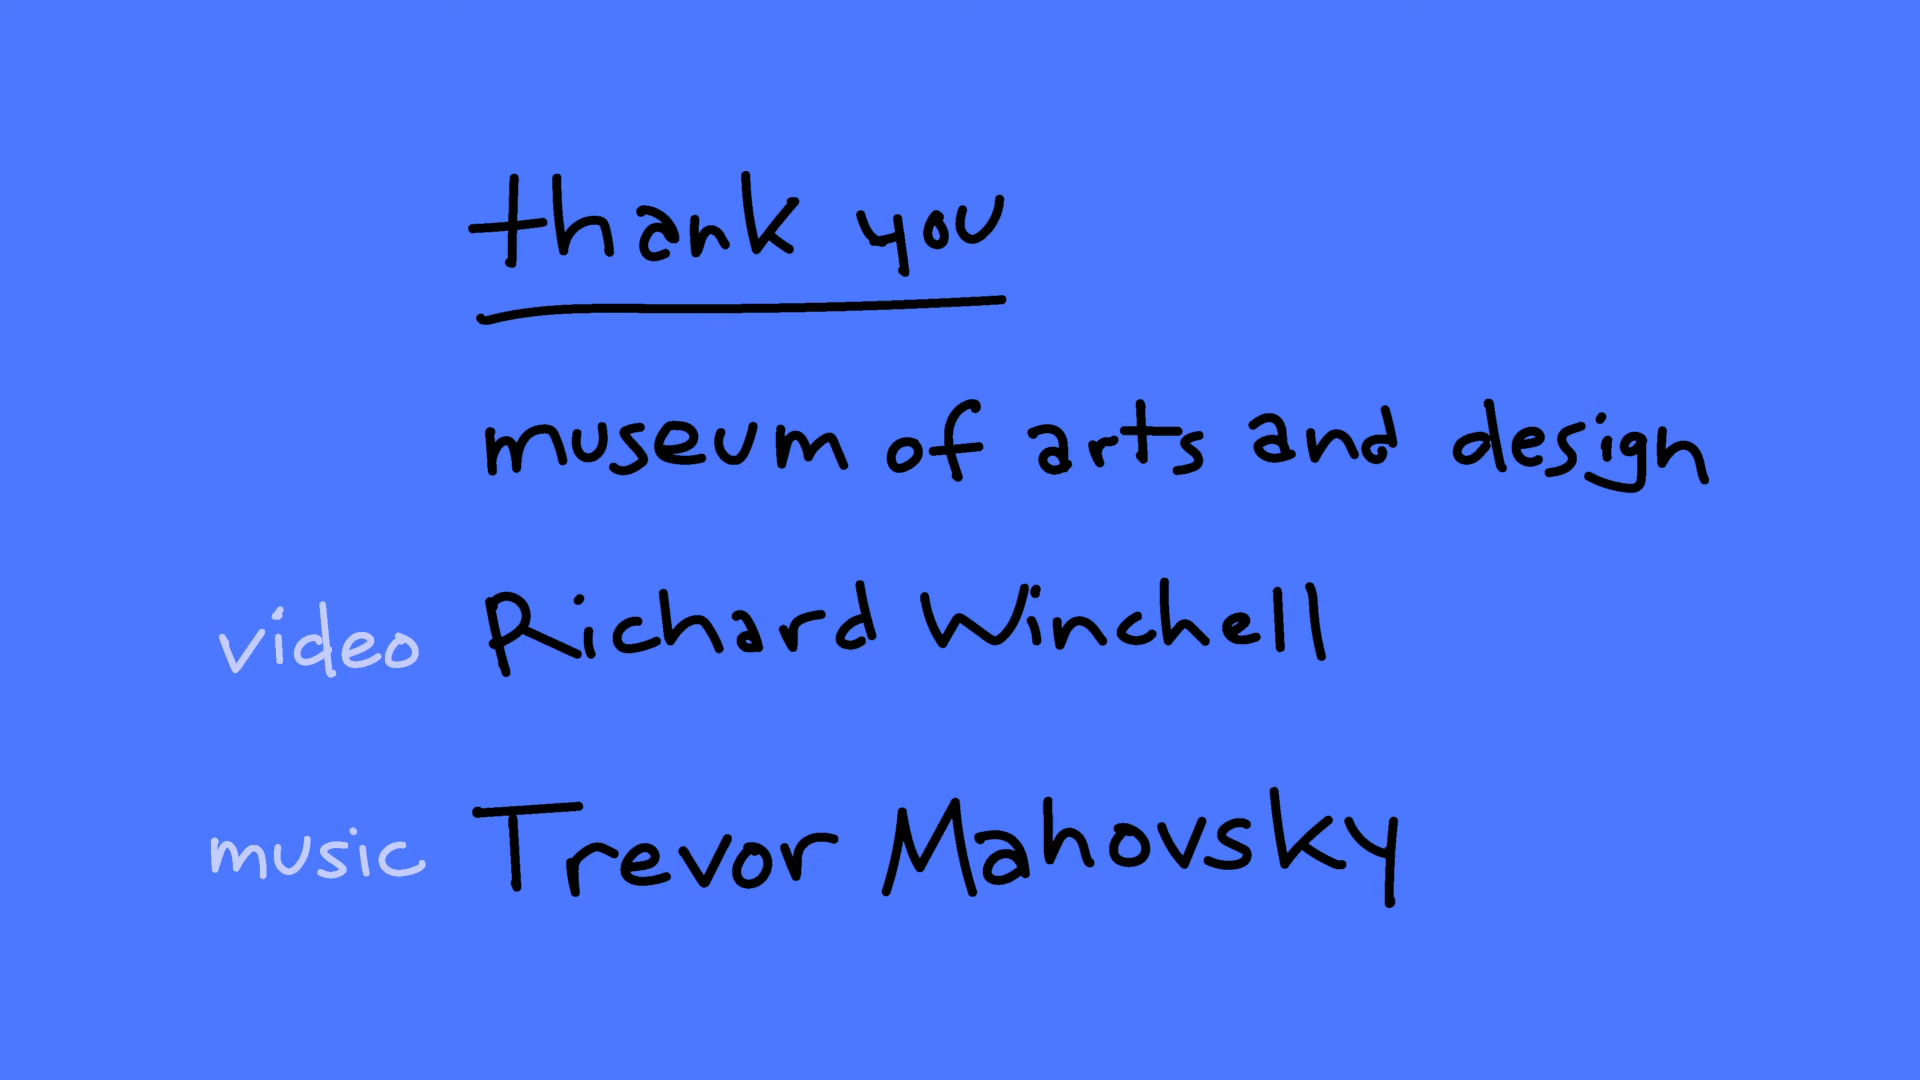 thank you
museum of arts and design
video Richard Winchell
music Trevor Mahovsky